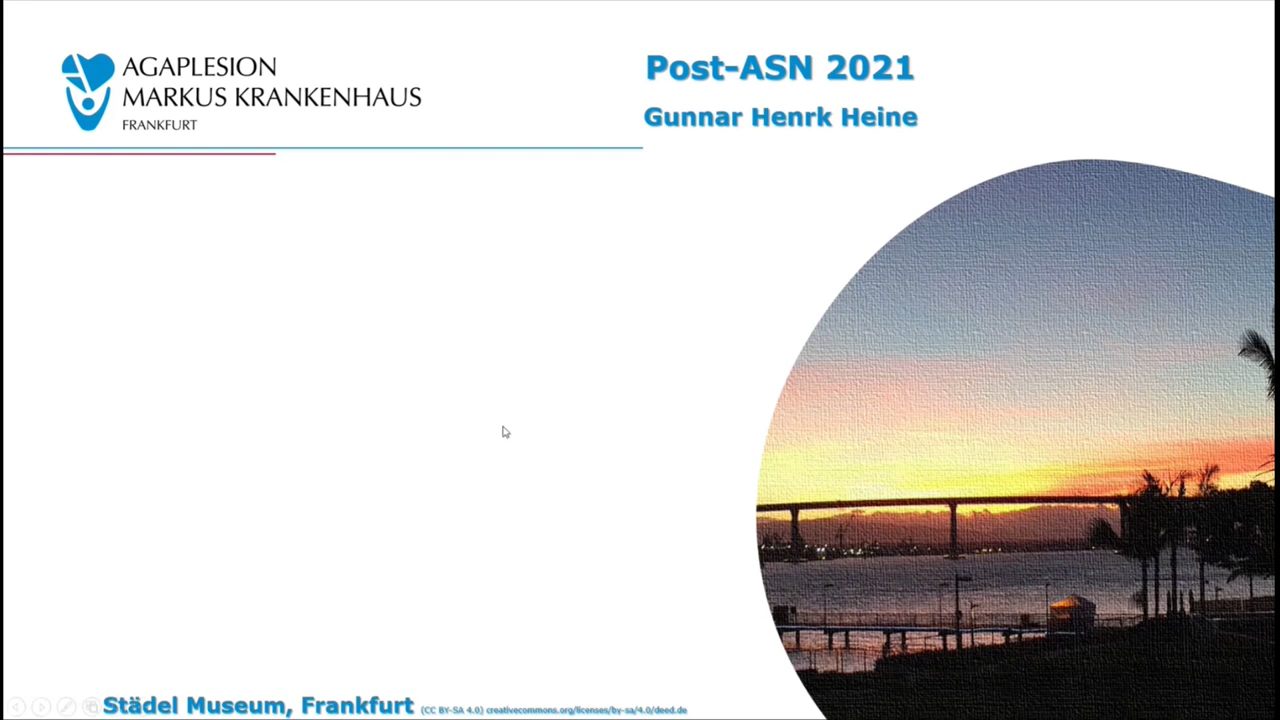 AGAPLESION
MARKUS KRANKENHAUS
FRANKFURT
Post-ASN 2021
Gunnar Henrk Heine
Städel Museum, Frankfurt (CC BY-SA 4.0) creativecommons.org/licenses/by-sa/4.0/deed.de